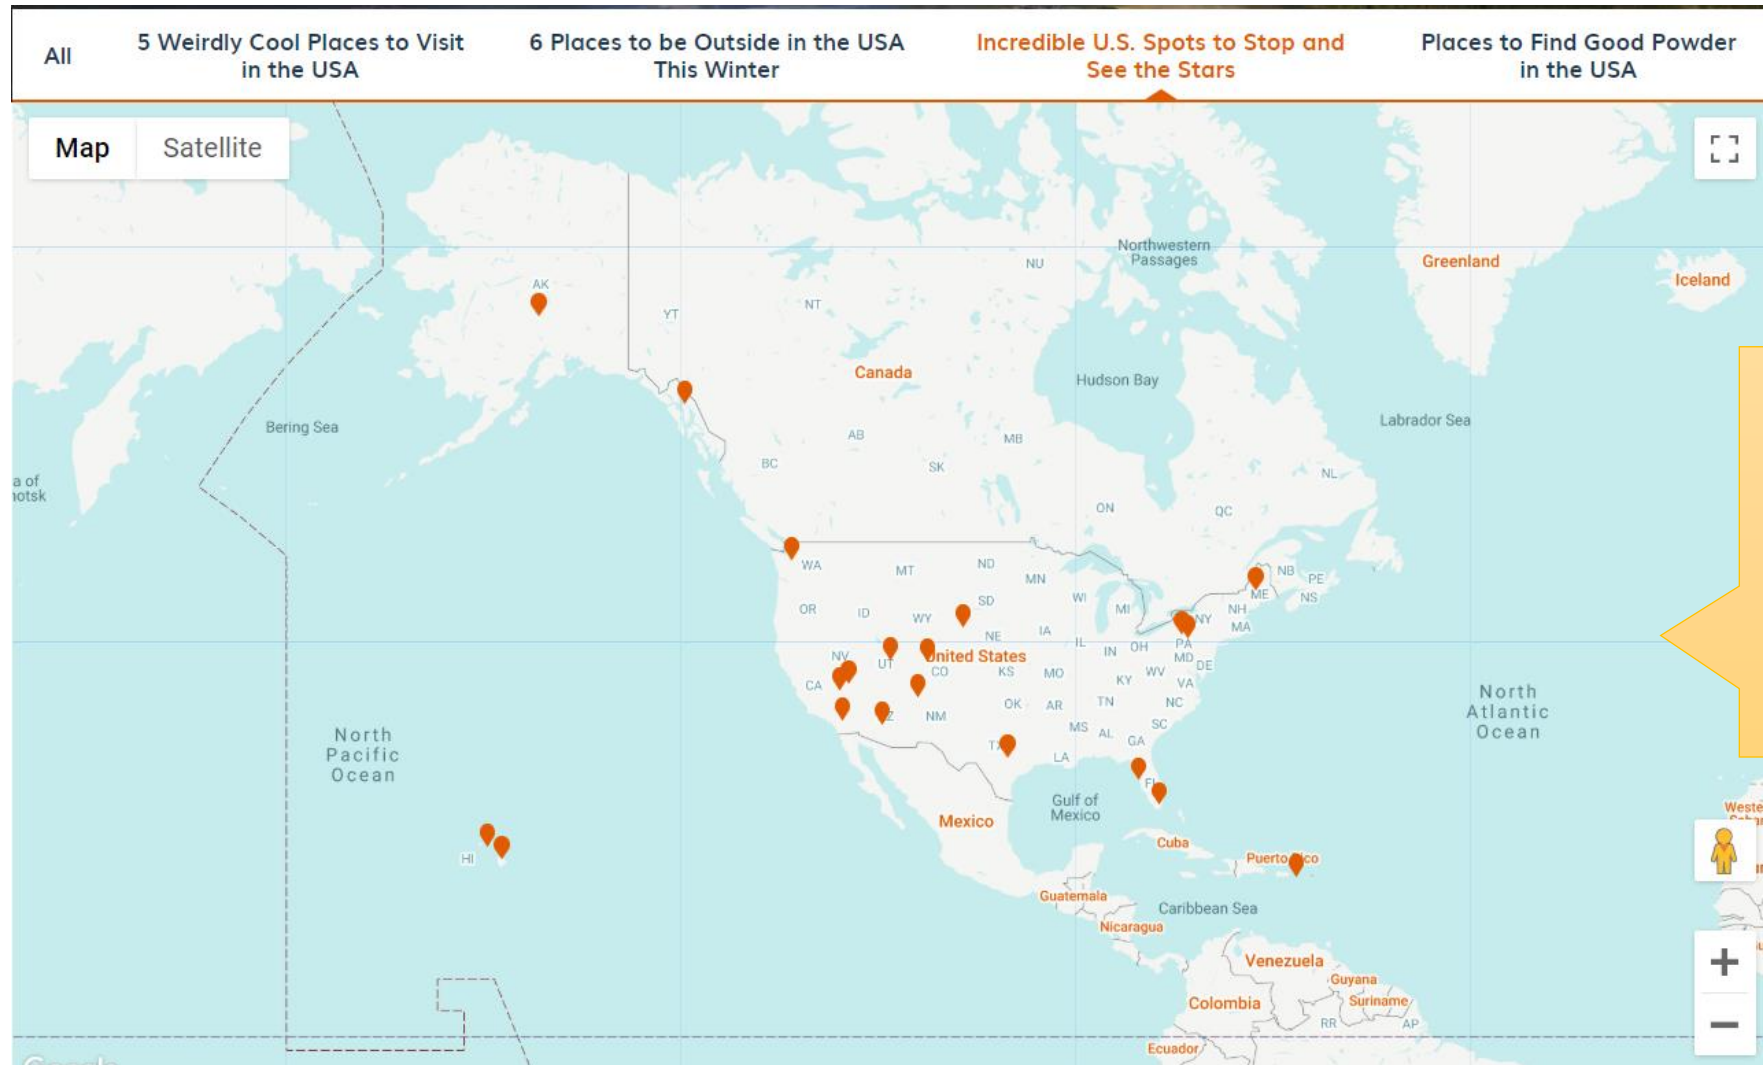 All
5 Weirdly Cool Places to Visit
in the USA
6 Places to be Outside in the USA
This Winter
Incredible U.S. Spots to Stop and
See the Stars
Places to Find Good Powder
in the USA
Map
Satellite
Northwestern
Passages
NU
Greenland
Iceland
AK
NT
YT
Canada
Hudson Bay
Labrador Sea
Bering Sea
AB
MB
BC
SK
NL
a of
ON
QC
WA
MT
ND
MN
NB
PE
ME
NS
OR
ID
WY
SD
WI
MI
NH
NY
MA
NE
IA
IL
IN
OH
PA
MD
DE
NV
UT
United States
CO
KS
MO
KY
WV
VA
CA
NM
OK
AR
TN
NC
MS
AL
GA
SC
LA
North
Pacific
Ocean
North
Atlantic
Ocean
Gulf of
Mexico
Mexico
Cuba
HI
Puerto
Guatemala
Caribbean Sea
Nicaragua
Venezuela
Guyana
Colombia
Suriname
RR
AP
Ecuador